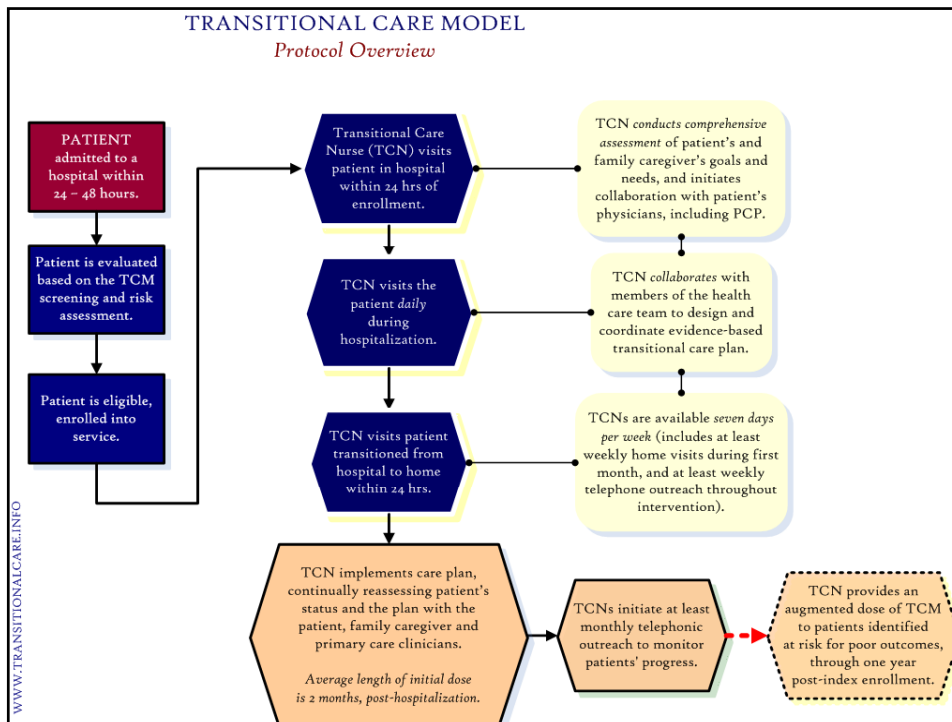 TRANSITIONAL CARE MODEL
Protocol Overview
PATIENT
admitted to a
hospital within
24 – 48 hours.
Patient is evaluated
based on the TCM
screening and risk
assessment.
Patient is eligible,
enrolled into
service.
Transitional Care
Nurse (TCN) visits
patient in hospital
within 24 hrs of
enrollment.
TCN conducts comprehensive
assessment of patient's and
family caregiver's goals and
needs, and initiates
collaboration with patient's
physicians, including PCP.
TCN visits the
patient daily
during
hospitalization.
TCN collaborates with
members of the health
care team to design and
coordinate evidence-based
transitional care plan.
TCN visits patient
transitioned from
hospital to home
within 24 hrs.
TCNs are available seven days
per week (includes at least
weekly home visits during first
month, and at least weekly
telephone outreach throughout
intervention).
TCN implements care plan,
continually reassessing patient's
status and the plan with the
patient, family caregiver and
primary care clinicians.
Average length of initial dose
is 2 months, post-hospitalization.
TCNs initiate at least
monthly telephonic
outreach to monitor
patients' progress.
TCN provides an
augmented dose of TCM
to patients identified
at risk for poor outcomes,
through one year
post-index enrollment.
WWW.TRANSITIONALCARE.INFO